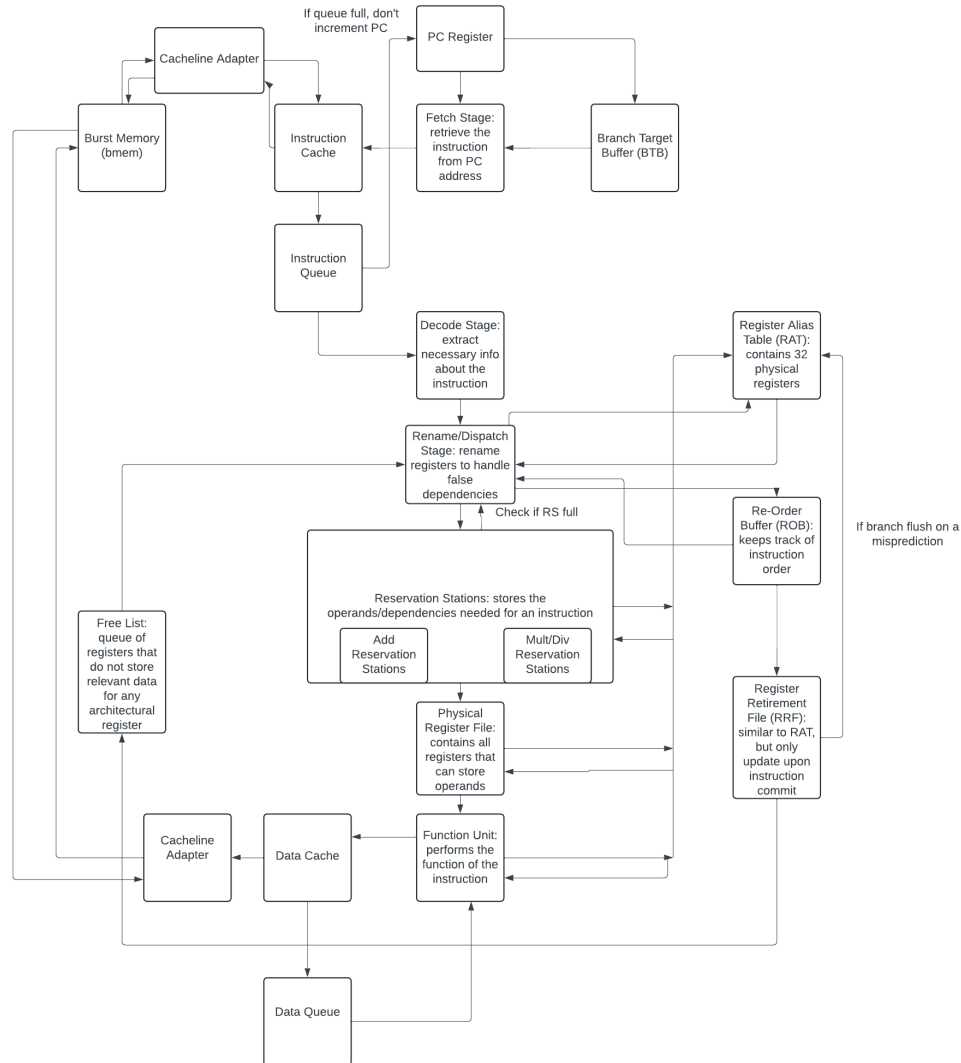 If queue full, don't
increment PC
PC Register
Cacheline Adapter
Burst Memory
(bmem)
Instruction
Cache
Fetch Stage:
retrieve the
instruction
from PC
address
Branch Target
Buffer (BTB)
Instruction
Queue
Decode Stage:
extract
necessary info
about the
instruction
Register Alias
Table (RAT):
contains 32
physical
registers
Rename/Dispatch
Stage: rename
registers to handle
false
dependencies
Check if RS full
Re-Order
Buffer (ROB):
keeps track of
instruction
order
If branch flush on a
misprediction
Reservation Stations: stores the
operands/dependencies needed for an instruction
Add
Reservation
Stations
Mult/Div
Reservation
Stations
Free List:
queue of
registers that
do not store
relevant data
for any
architectural
register
Physical
Register File:
contains all
registers that
can store
operands
Register
Retirement
File (RRF):
similar to RAT,
but only
update upon
instruction
commit
Cacheline
Adapter
Data Cache
Function Unit:
performs the
function of the
instruction
Data Queue